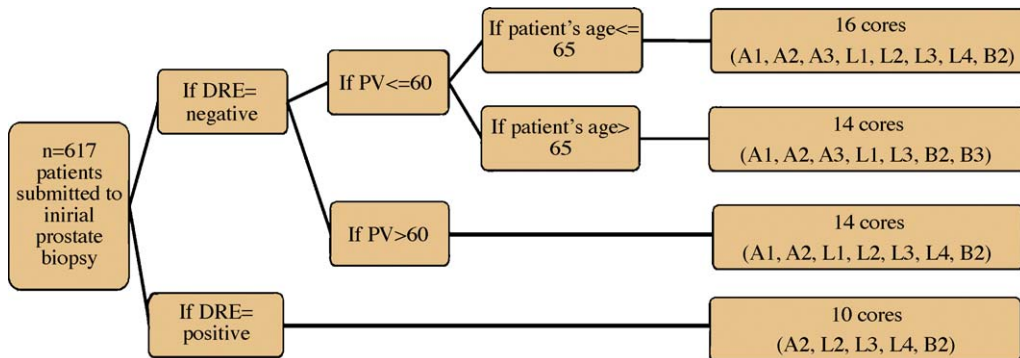 n=617
patients
submitted to
inirial
prostate
biopsy
If DRE=
negative
If DRE=
positive
If PV<=60
If PV>60
If patient's age<=
65
If patient's age>
65
16 cores
(A1, A2, A3, L1, L2, L3, L4, B2)
14 cores
(A1, A2, A3, L1, L3, B2, B3)
14 cores
(A1, A2, L1, L2, L3, L4, B2)
10 cores
(A2, L2, L3, L4, B2)